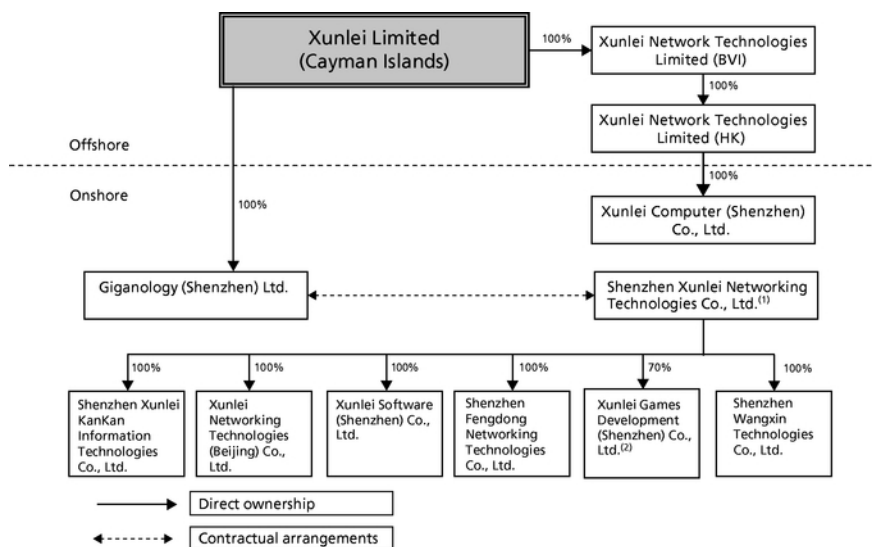 Xunlei Limited
(Cayman Islands)
100%
Xunlei Network Technologies
Limited (BVI)
100%
Xunlei Network Technologies
Limited (HK)
Offshore
Onshore
100%
100%
Xunlei Computer (Shenzhen)
Co., Ltd.
Giganology (Shenzhen) Ltd.
Shenzhen Xunlei Networking
Technologies Co., Ltd.(1)
100%
100%
100%
100%
70%
100%
Shenzhen Xunlei
KanKan
Information
Technologies
Co., Ltd.
Xunlei
Networking
Technologies
(Beijing) Co.,
Ltd.
Xunlei Software
(Shenzhen) Co.,
Ltd.
Shenzhen
Fengdong
Networking
Technologies
Co., Ltd.
Xunlei Games
Development
(Shenzhen) Co.,
Ltd.(2)
Shenzhen
Wangxin
Technologies
Co., Ltd.
Direct ownership
Contractual arrangements